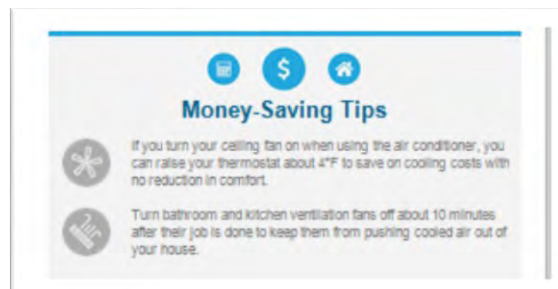 $
Money-Saving Tips
If you turn your ceiling fan on when using the air conditioner, you
can raise your thermostat about 4°F to save on cooling costs with
no reduction in comfort.
Turn bathroom and kitchen ventilation fans off about 10 minutes
after their job is done to keep them from pushing cooled air out of
your house.